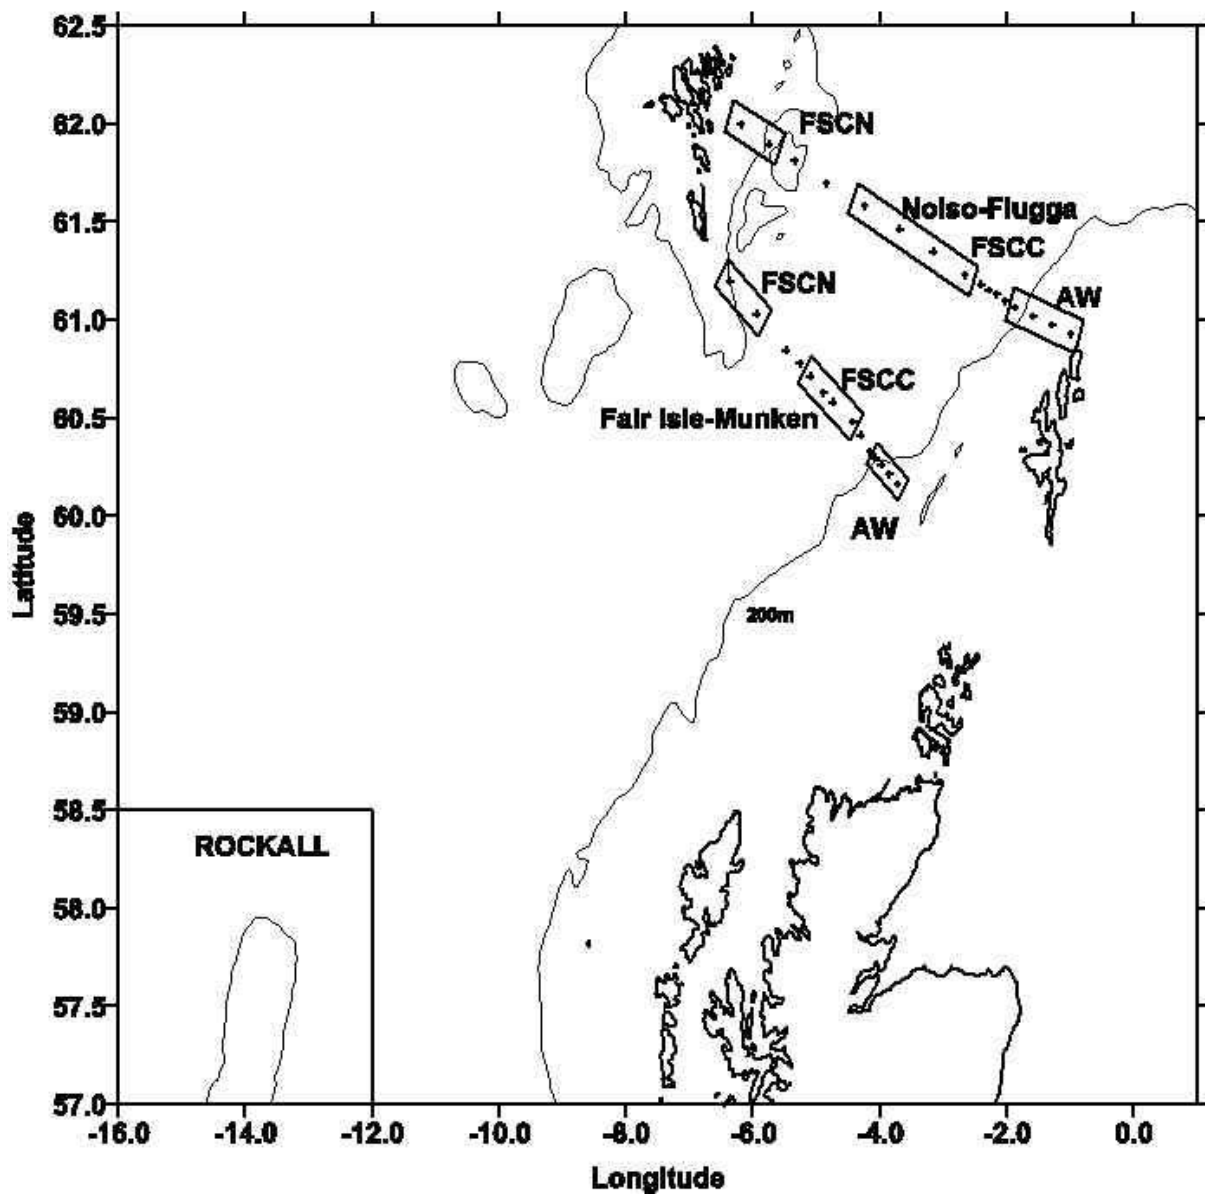 62.5
62.0
61.5
61.0
60.5
60.0
59.5
59.0
58.5
58.0
57.5
57.0
Latitude
FSCN
Nolso-Flugga
FSCC
AW
FSCN
FSCC
Fair Isle-Munken
AW
200m
ROCKALL
-16.0 -14.0 -12.0 -10.0 -8.0 -6.0 -4.0 -2.0 0.0
Longitude